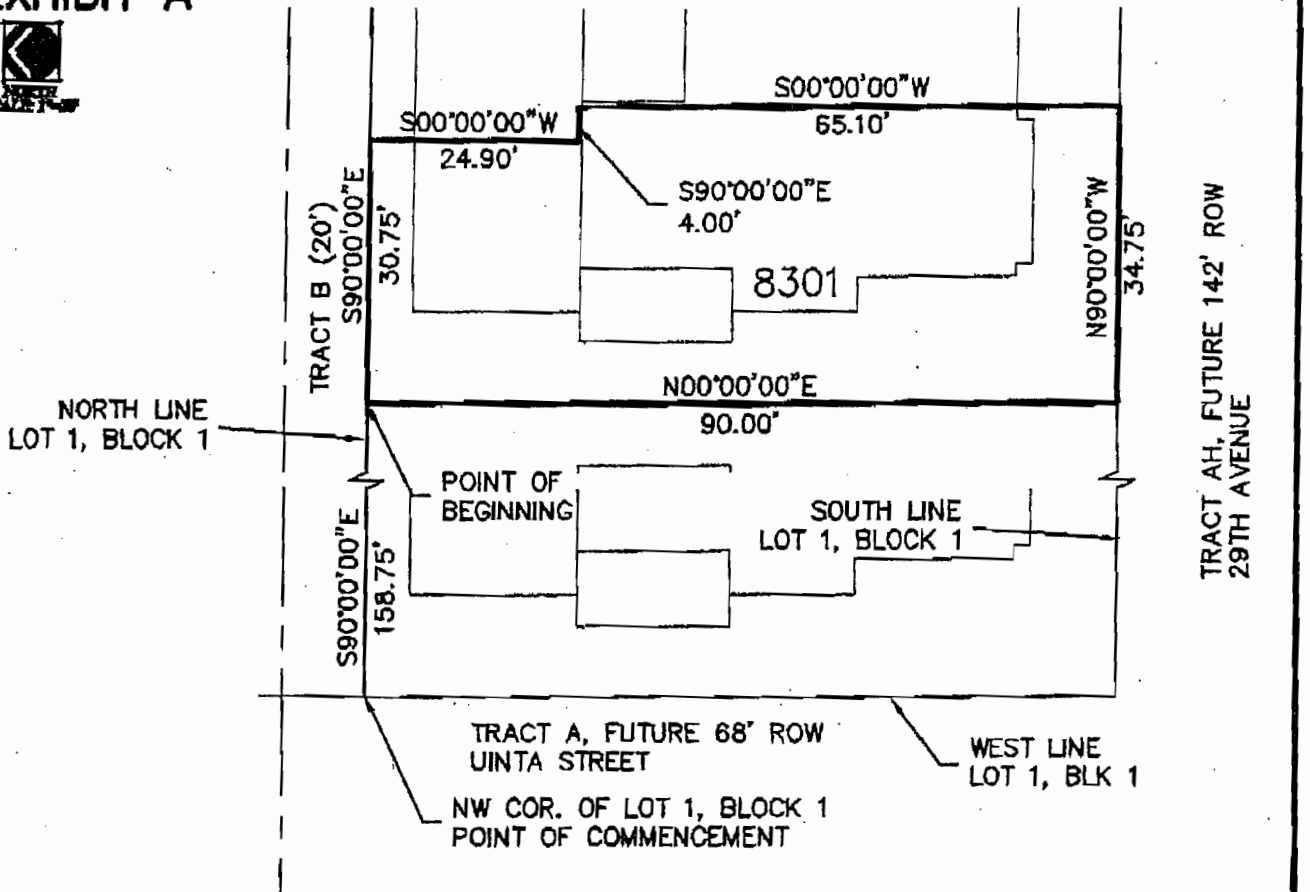 EXHIBIT A
NORTH
S00°00'00"W
65.10'
S00°00'00"W
24.90'
S90°00'00"E
4.00'
TRACT B (20')
S90°00'00"E
30.75'
8301
N90°00'00"W
34.75'
TRACT AH, FUTURE 142' ROW
29TH AVENUE
N00°00'00"E
90.00'
NORTH LINE
LOT 1, BLOCK 1
POINT OF
BEGINNING
SOUTH LINE
LOT 1, BLOCK 1
S90°00'00"E
158.75'
TRACT A, FUTURE 68' ROW
UINTA STREET
WEST LINE
LOT 1, BLK 1
NW COR. OF LOT 1, BLOCK 1
POINT OF COMMENCEMENT